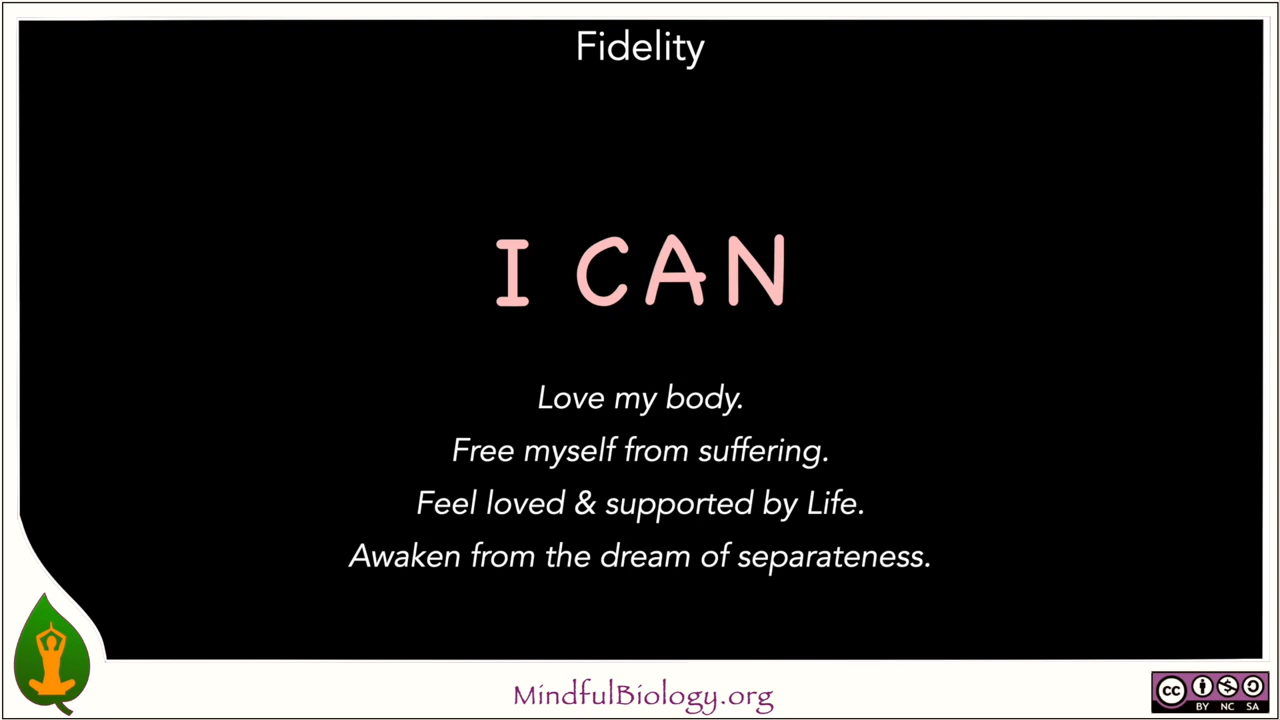 Fidelity
I CAN
Love my body.
Free myself from suffering.
Feel loved & supported by Life.
Awaken from the dream of separateness.
MindfulBiology.org
cc
BY NC SA